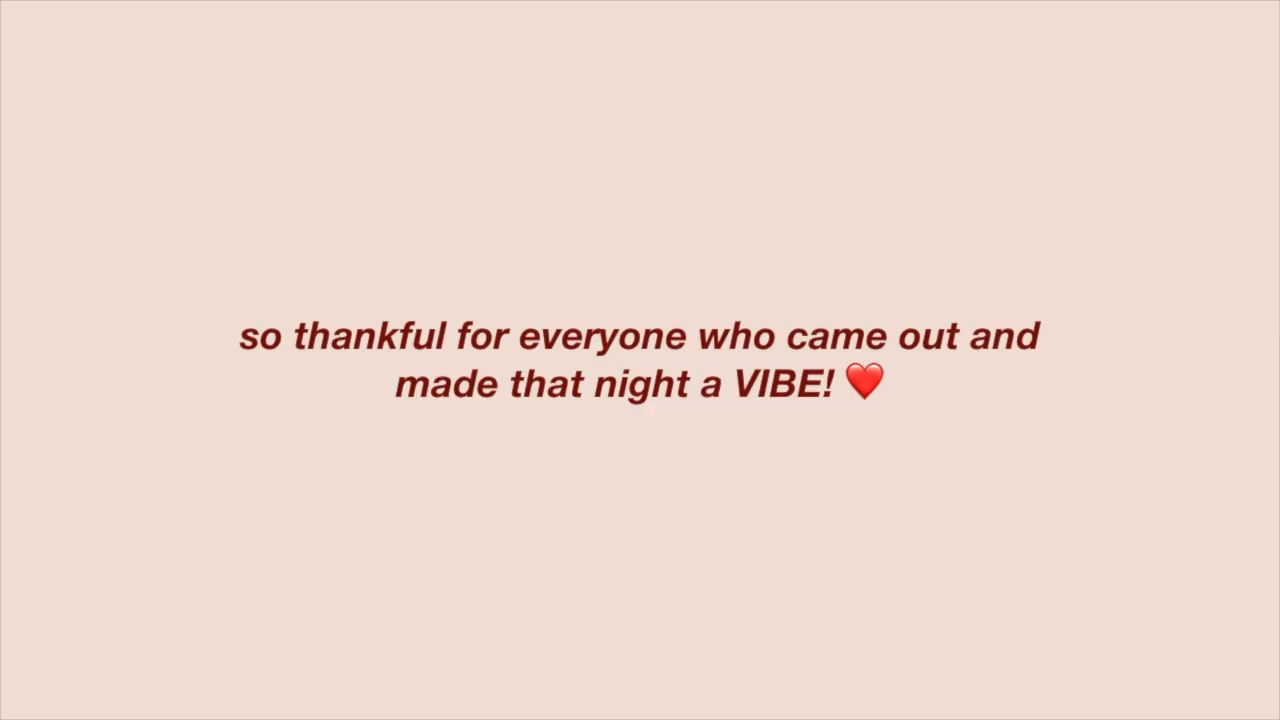 so thankful for everyone who came out and
made that night a VIBE! ❤️